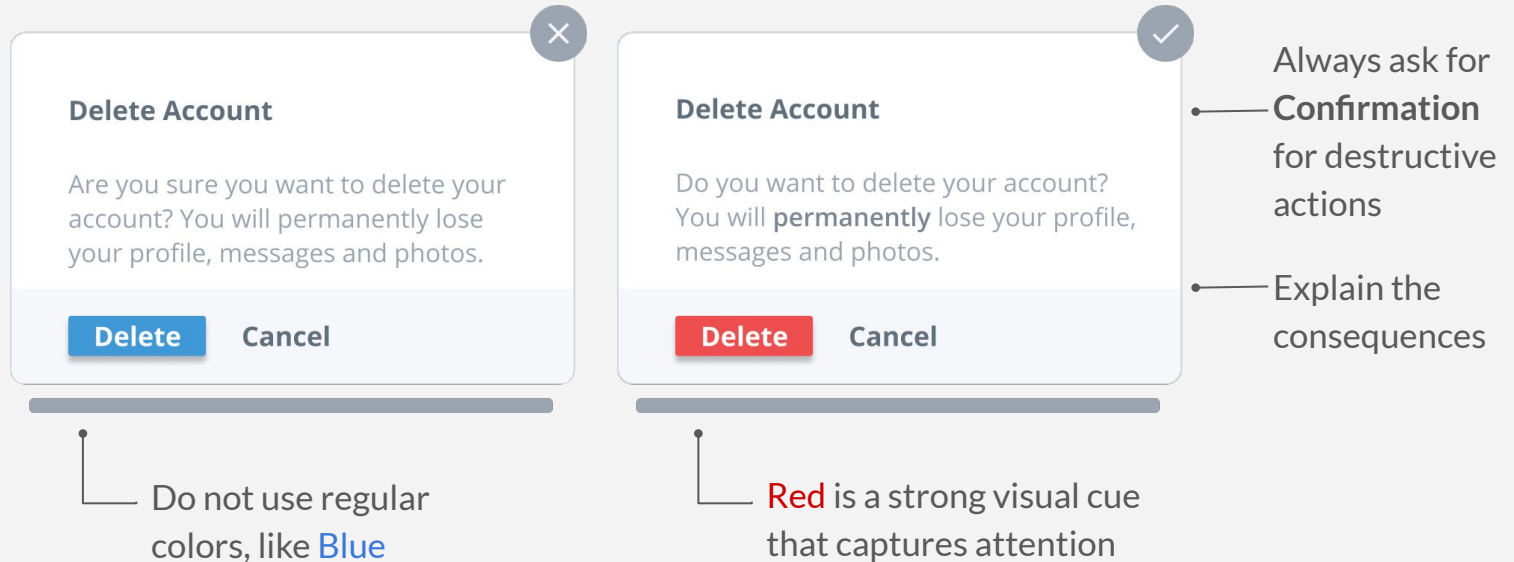 Delete Account
Are you sure you want to delete your
account? You will permanently lose
your profile, messages and photos.
Delete
Cancel
Do not use regular
colors, like Blue
Delete Account
Do you want to delete your account?
You will permanently lose your profile,
messages and photos.
Delete
Cancel
Red is a strong visual cue
that captures attention
Always ask for
Confirmation
for destructive
actions
Explain the
consequences